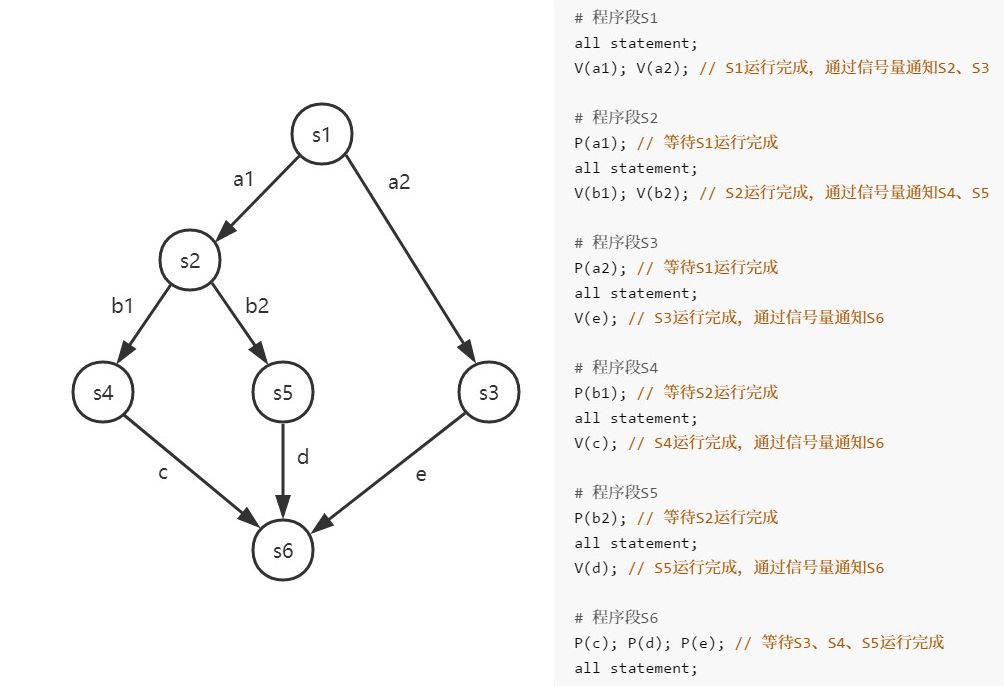 s1
a1
a2
s2
b1
b2
s4
s5
s3
c
d
e
s6
# 程序段S1
all statement;
V(a1); V(a2); // S1运行完成, 通过信号量通知S2、S3
# 程序段S2
P(a1); // 等待S1运行完成
all statement;
V(b1); V(b2); // S2运行完成, 通过信号量通知S4、S5
# 程序段S3
P(a2); // 等待S1运行完成
all statement;
V(e); // S3运行完成, 通过信号量通知S6
# 程序段S4
P(b1); // 等待S2运行完成
all statement;
V(c); // S4运行完成, 通过信号量通知S6
# 程序段S5
P(b2); // 等待S2运行完成
all statement;
V(d); // S5运行完成, 通过信号量通知S6
# 程序段S6
P(c); P(d); P(e); // 等待S3、S4、S5运行完成
all statement;